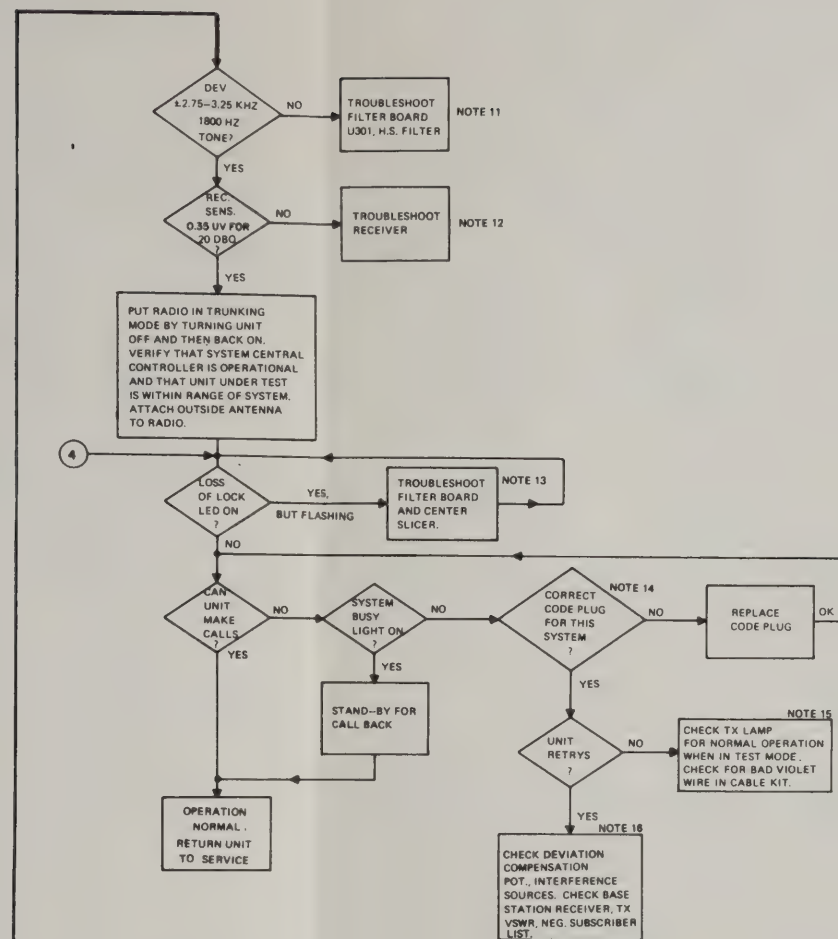 DEV
±2.75–3.25 KHZ
1800 HZ
TONE?
NO
TROUBLESHOOT
FILTER BOARD
U301, H.S. FILTER
NOTE 11
YES
REC.
SENS.
0.35 UV FOR
20 DBQ
?
NO
TROUBLESHOOT
RECEIVER
NOTE 12
YES
PUT RADIO IN TRUNKING
MODE BY TURNING UNIT
OFF AND THEN BACK ON.
VERIFY THAT SYSTEM CENTRAL
CONTROLLER IS OPERATIONAL
AND THAT UNIT UNDER TEST
IS WITHIN RANGE OF SYSTEM.
ATTACH OUTSIDE ANTENNA
TO RADIO.
4
LOSS
OF LOCK
LED ON
?
YES,
BUT FLASHING
TROUBLESHOOT
FILTER BOARD
AND CENTER
SLICER.
NOTE 13
NO
CAN
UNIT
MAKE
CALLS
?
NO
SYSTEM
BUSY
LIGHT ON
?
NO
CORRECT
CODE PLUG
FOR THIS
SYSTEM
?
NOTE 14
NO
REPLACE
CODE PLUG
OK
YES
YES
STAND–BY FOR
CALL BACK
YES
UNIT
RETRYS
?
NO
NOTE 15
CHECK TX LAMP
FOR NORMAL OPERATION
WHEN IN TEST MODE.
CHECK FOR BAD VIOLET
WIRE IN CABLE KIT.
OPERATION
NORMAL.
RETURN UNIT
TO SERVICE
YES
NOTE 16
CHECK DEVIATION
COMPENSATION
POT., INTERFERENCE
SOURCES. CHECK BASE
STATION RECEIVER, TX
VSWR, NEG. SUBSCRIBER
LIST.